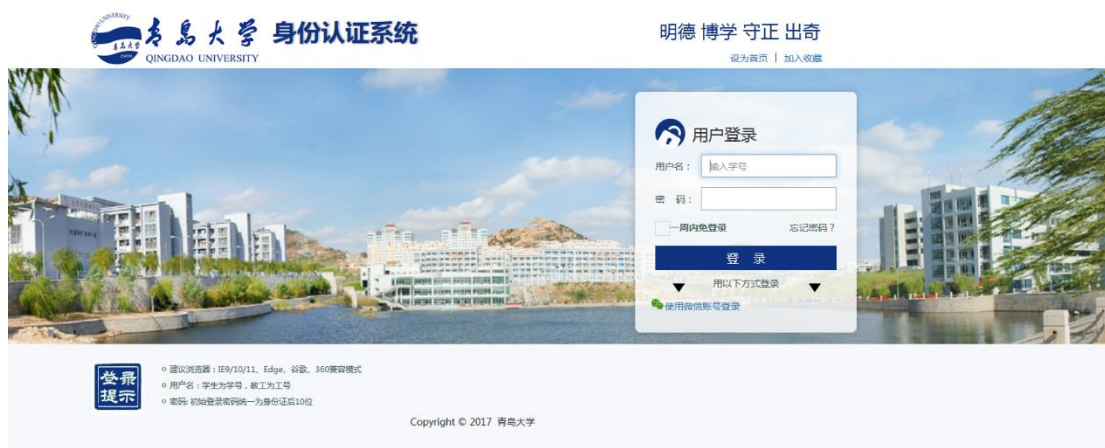 青岛大学 身份认证系统
QINGDAO UNIVERSITY
明德 博学 守正 出奇
设为首页 | 加入收藏
用户登录
用户名： 输入学号
密 码：
一周内免登录 忘记密码？
登 录
▼ 用以下方式登录 ▼
使用微信账号登录
登录提示
建议浏览器：IE9/10/11、Edge、谷歌、360兼容模式
用户名：学生为学号，教工为工号
密码: 初始登录密码统一为身份证后10位
Copyright © 2017 青岛大学